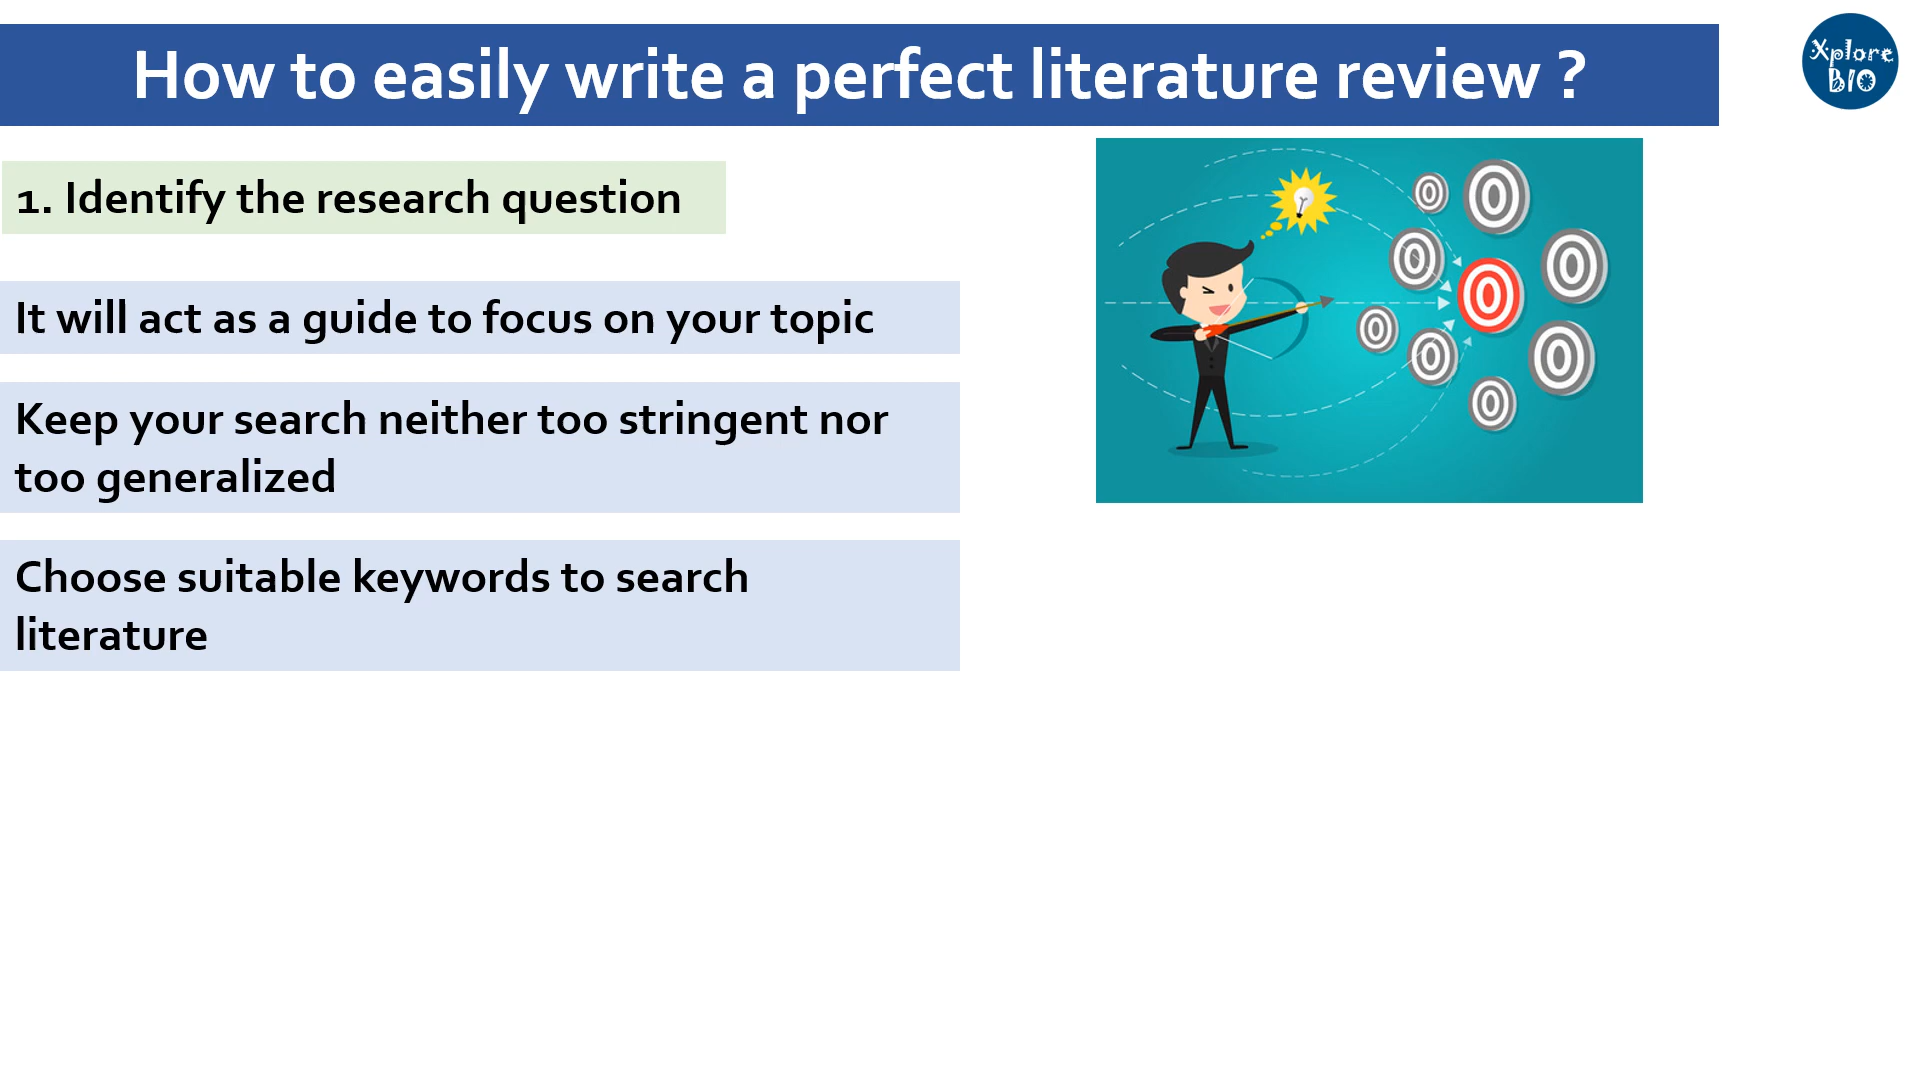 How to easily write a perfect literature review ?
Xplore
BIO
1. Identify the research question
It will act as a guide to focus on your topic
Keep your search neither too stringent nor
too generalized
Choose suitable keywords to search
literature